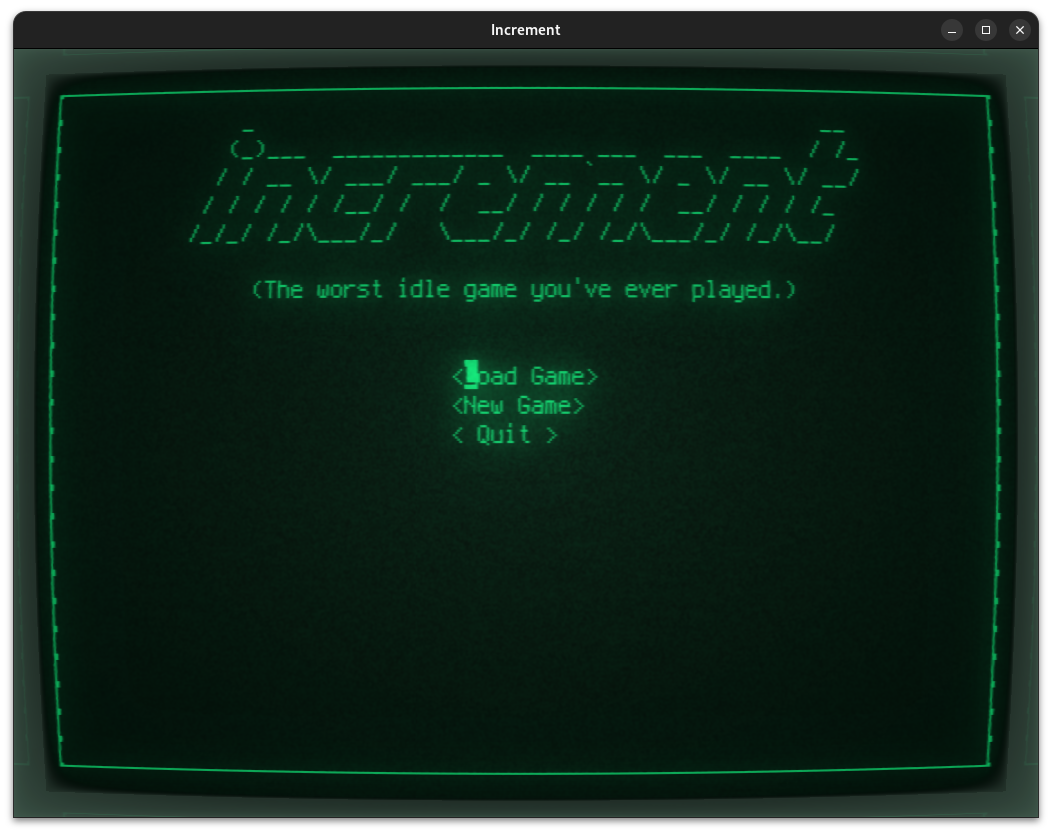 Increment
increment
(The worst idle game you've ever played.)
<Load Game>
<New Game>
< Quit >